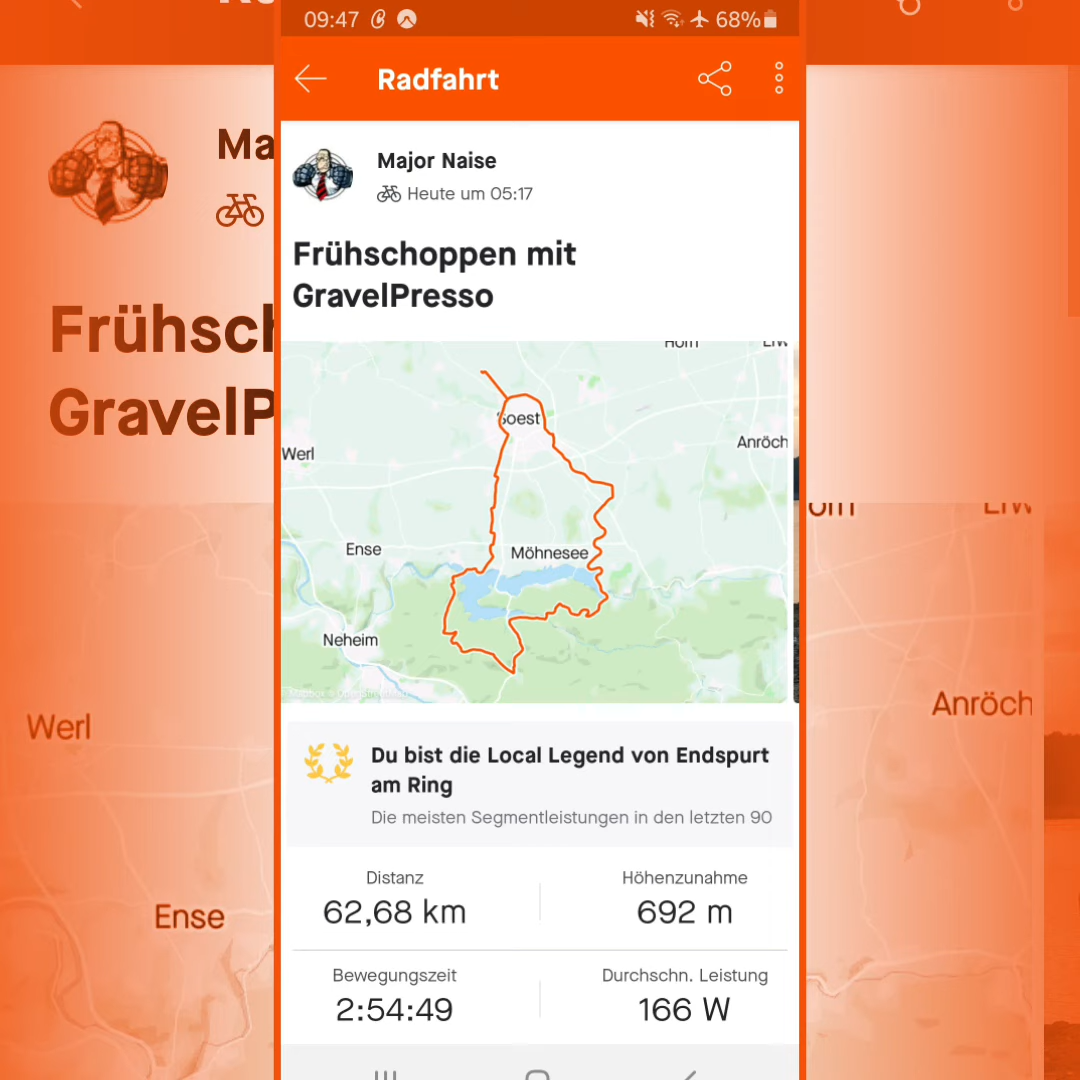 09:47
68%
Radfahrt
Major Naise
Heute um 05:17
Frühschoppen mit
GravelPresso
Soest
Werl
Anröch
Ense
Möhnesee
Neheim
Du bist die Local Legend von Endspurt
am Ring
Die meisten Segmentleistungen in den letzten 90
Distanz
Höhenzunahme
62,68 km
692 m
Bewegungszeit
Durchschn. Leistung
2:54:49
166 W
Ma
Frühsch
GravelP
Werl
Anröch
Ense